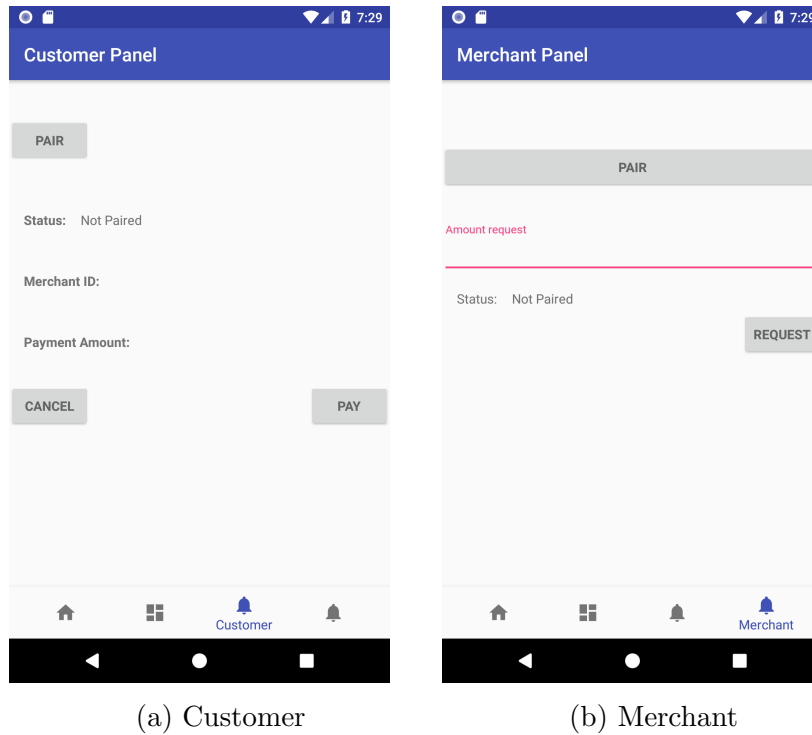 7:29
Customer Panel
PAIR
Status: Not Paired
Merchant ID:
Payment Amount:
CANCEL PAY
Customer
(a) Customer
7:29
Merchant Panel
PAIR
Amount request
Status: Not Paired
REQUEST
Merchant
(b) Merchant